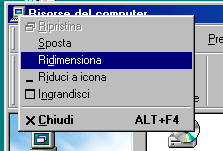 Risorse del computer
Ripristina
Sposta
Ridimensiona
Riduci a icona
Ingrandisci
Chiudi ALT+F4